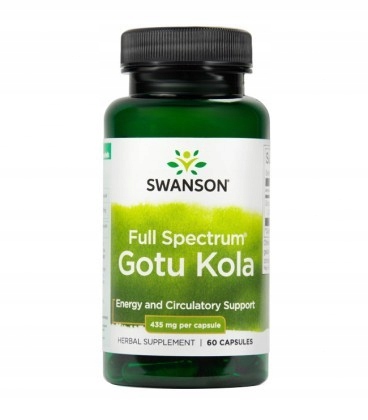 SWANSON®
Full Spectrum®
Gotu Kola
*Energy and Circulatory Support
435 mg per capsule
HERBAL SUPPLEMENT | 60 CAPSULES